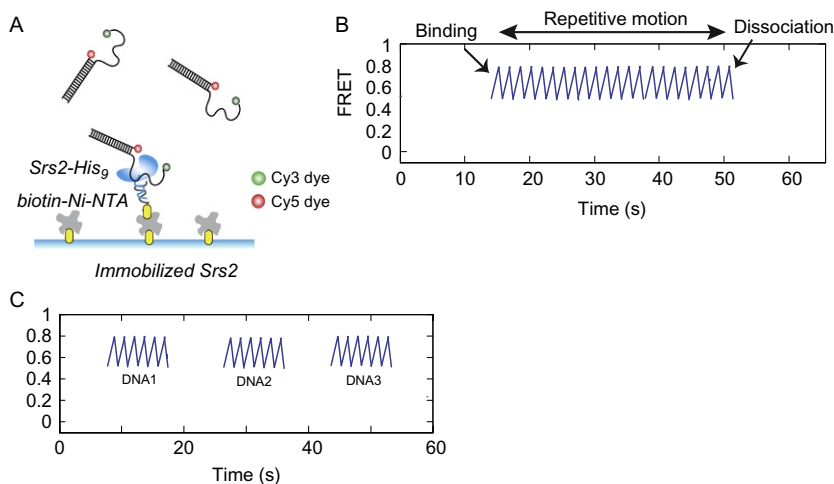 A
Srs2-His9
biotin-Ni-NTA
Cy3 dye
Cy5 dye
Immobilized Srs2
B
Binding
Repetitive motion
Dissociation
FRET
1
0.8
0.6
0.4
0.2
0
0 10 20 30 40 50 60
Time (s)
C
1
0.8
0.6
0.4
0.2
0
DNA1 DNA2 DNA3
0 20 40 60
Time (s)